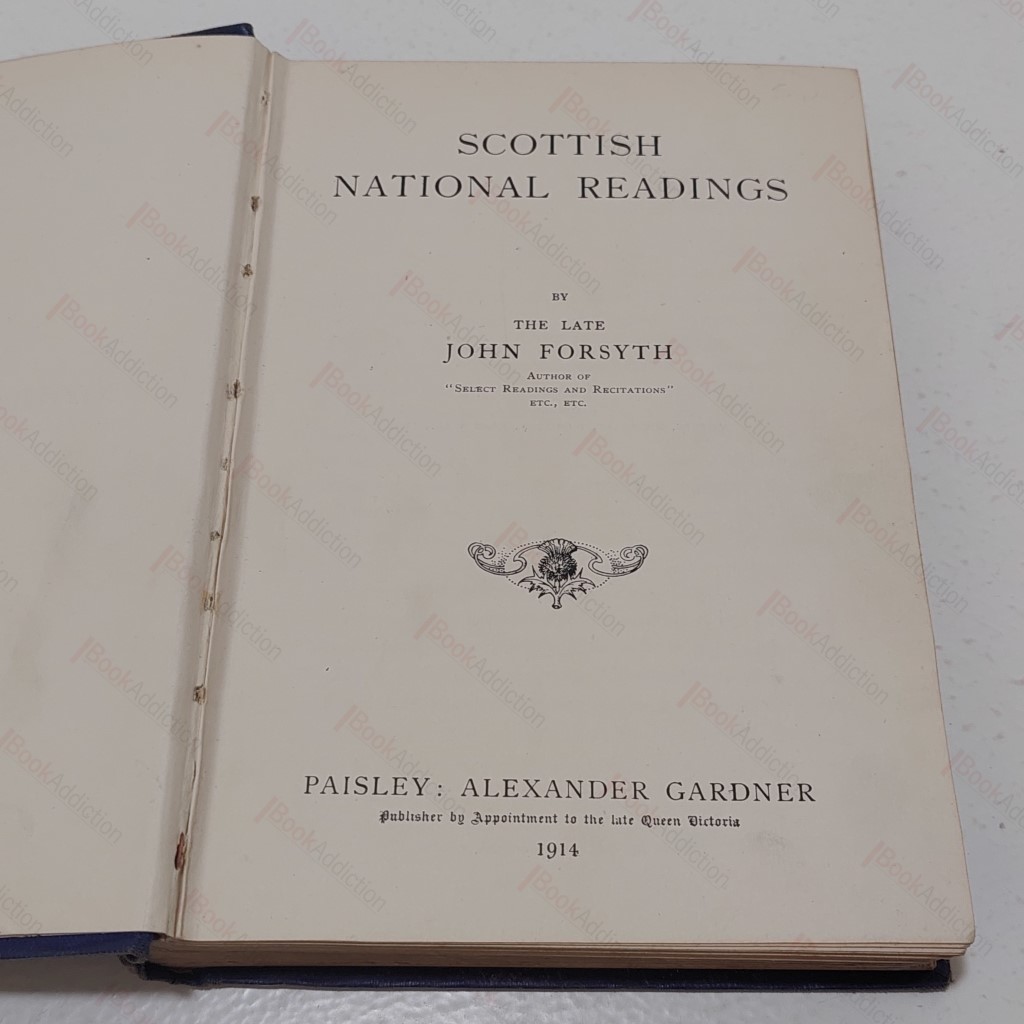 SCOTTISH
NATIONAL READINGS
BY
THE LATE
JOHN FORSYTH
AUTHOR OF
"SELECT READINGS AND RECITATIONS"
ETC., ETC.
PAISLEY: ALEXANDER GARDNER
Publisher by Appointment to the late Queen Victoria
1914
BookAddiction